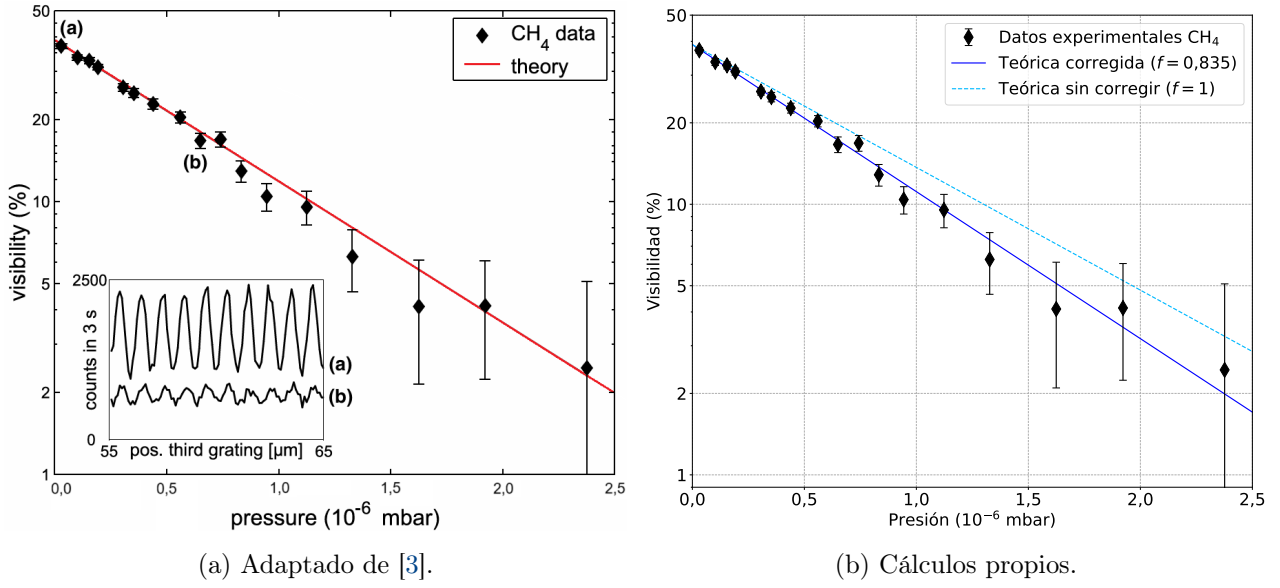 50
20
10
5
2
1
visibility (%)
(a)
CH4 data
theory
(b)
2500
counts in 3 s
0
(a)
(b)
55 pos. third grating [μm] 65
0,0 0,5 1,0 1,5 2,0 2,5
pressure (10-6 mbar)
(a) Adaptado de [3].
50
20
10
5
2
1
Visibilidad (%)
Datos experimentales CH4
Teórica corregida (f = 0,835)
Teórica sin corregir (f = 1)
0,0 0,5 1,0 1,5 2,0 2,5
Presión (10−6 mbar)
(b) Cálculos propios.